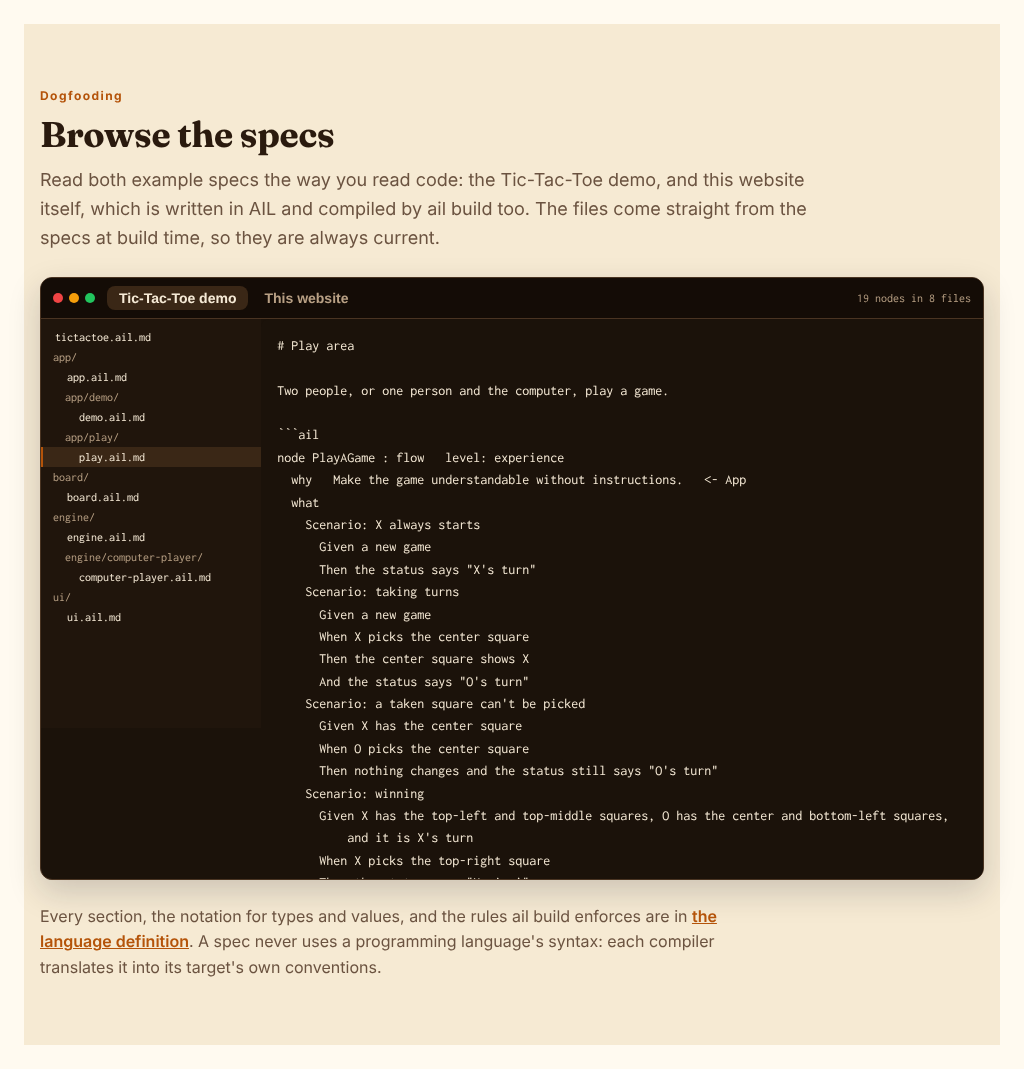 Dogfooding
Browse the specs
Read both example specs the way you read code: the Tic-Tac-Toe demo, and this website
itself, which is written in AIL and compiled by ail build too. The files come straight from the
specs at build time, so they are always current.
Tic-Tac-Toe demo This website 19 nodes in 8 files
tictactoe.ail.md
app/
app.ail.md
app/demo/
demo.ail.md
app/play/
play.ail.md
board/
board.ail.md
engine/
engine.ail.md
engine/computer-player/
computer-player.ail.md
ui/
ui.ail.md
# Play area
Two people, or one person and the computer, play a game.
```ail
node PlayAGame : flow   level: experience
  why   Make the game understandable without instructions.   <- App
  what
    Scenario: X always starts
      Given a new game
      Then the status says "X's turn"
    Scenario: taking turns
      Given a new game
      When X picks the center square
      Then the center square shows X
      And the status says "O's turn"
    Scenario: a taken square can't be picked
      Given X has the center square
      When O picks the center square
      Then nothing changes and the status still says "O's turn"
    Scenario: winning
      Given X has the top-left and top-middle squares, O has the center and bottom-left squares,
          and it is X's turn
      When X picks the top-right square
Every section, the notation for types and values, and the rules ail build enforces are in the
language definition. A spec never uses a programming language's syntax: each compiler
translates it into its target's own conventions.